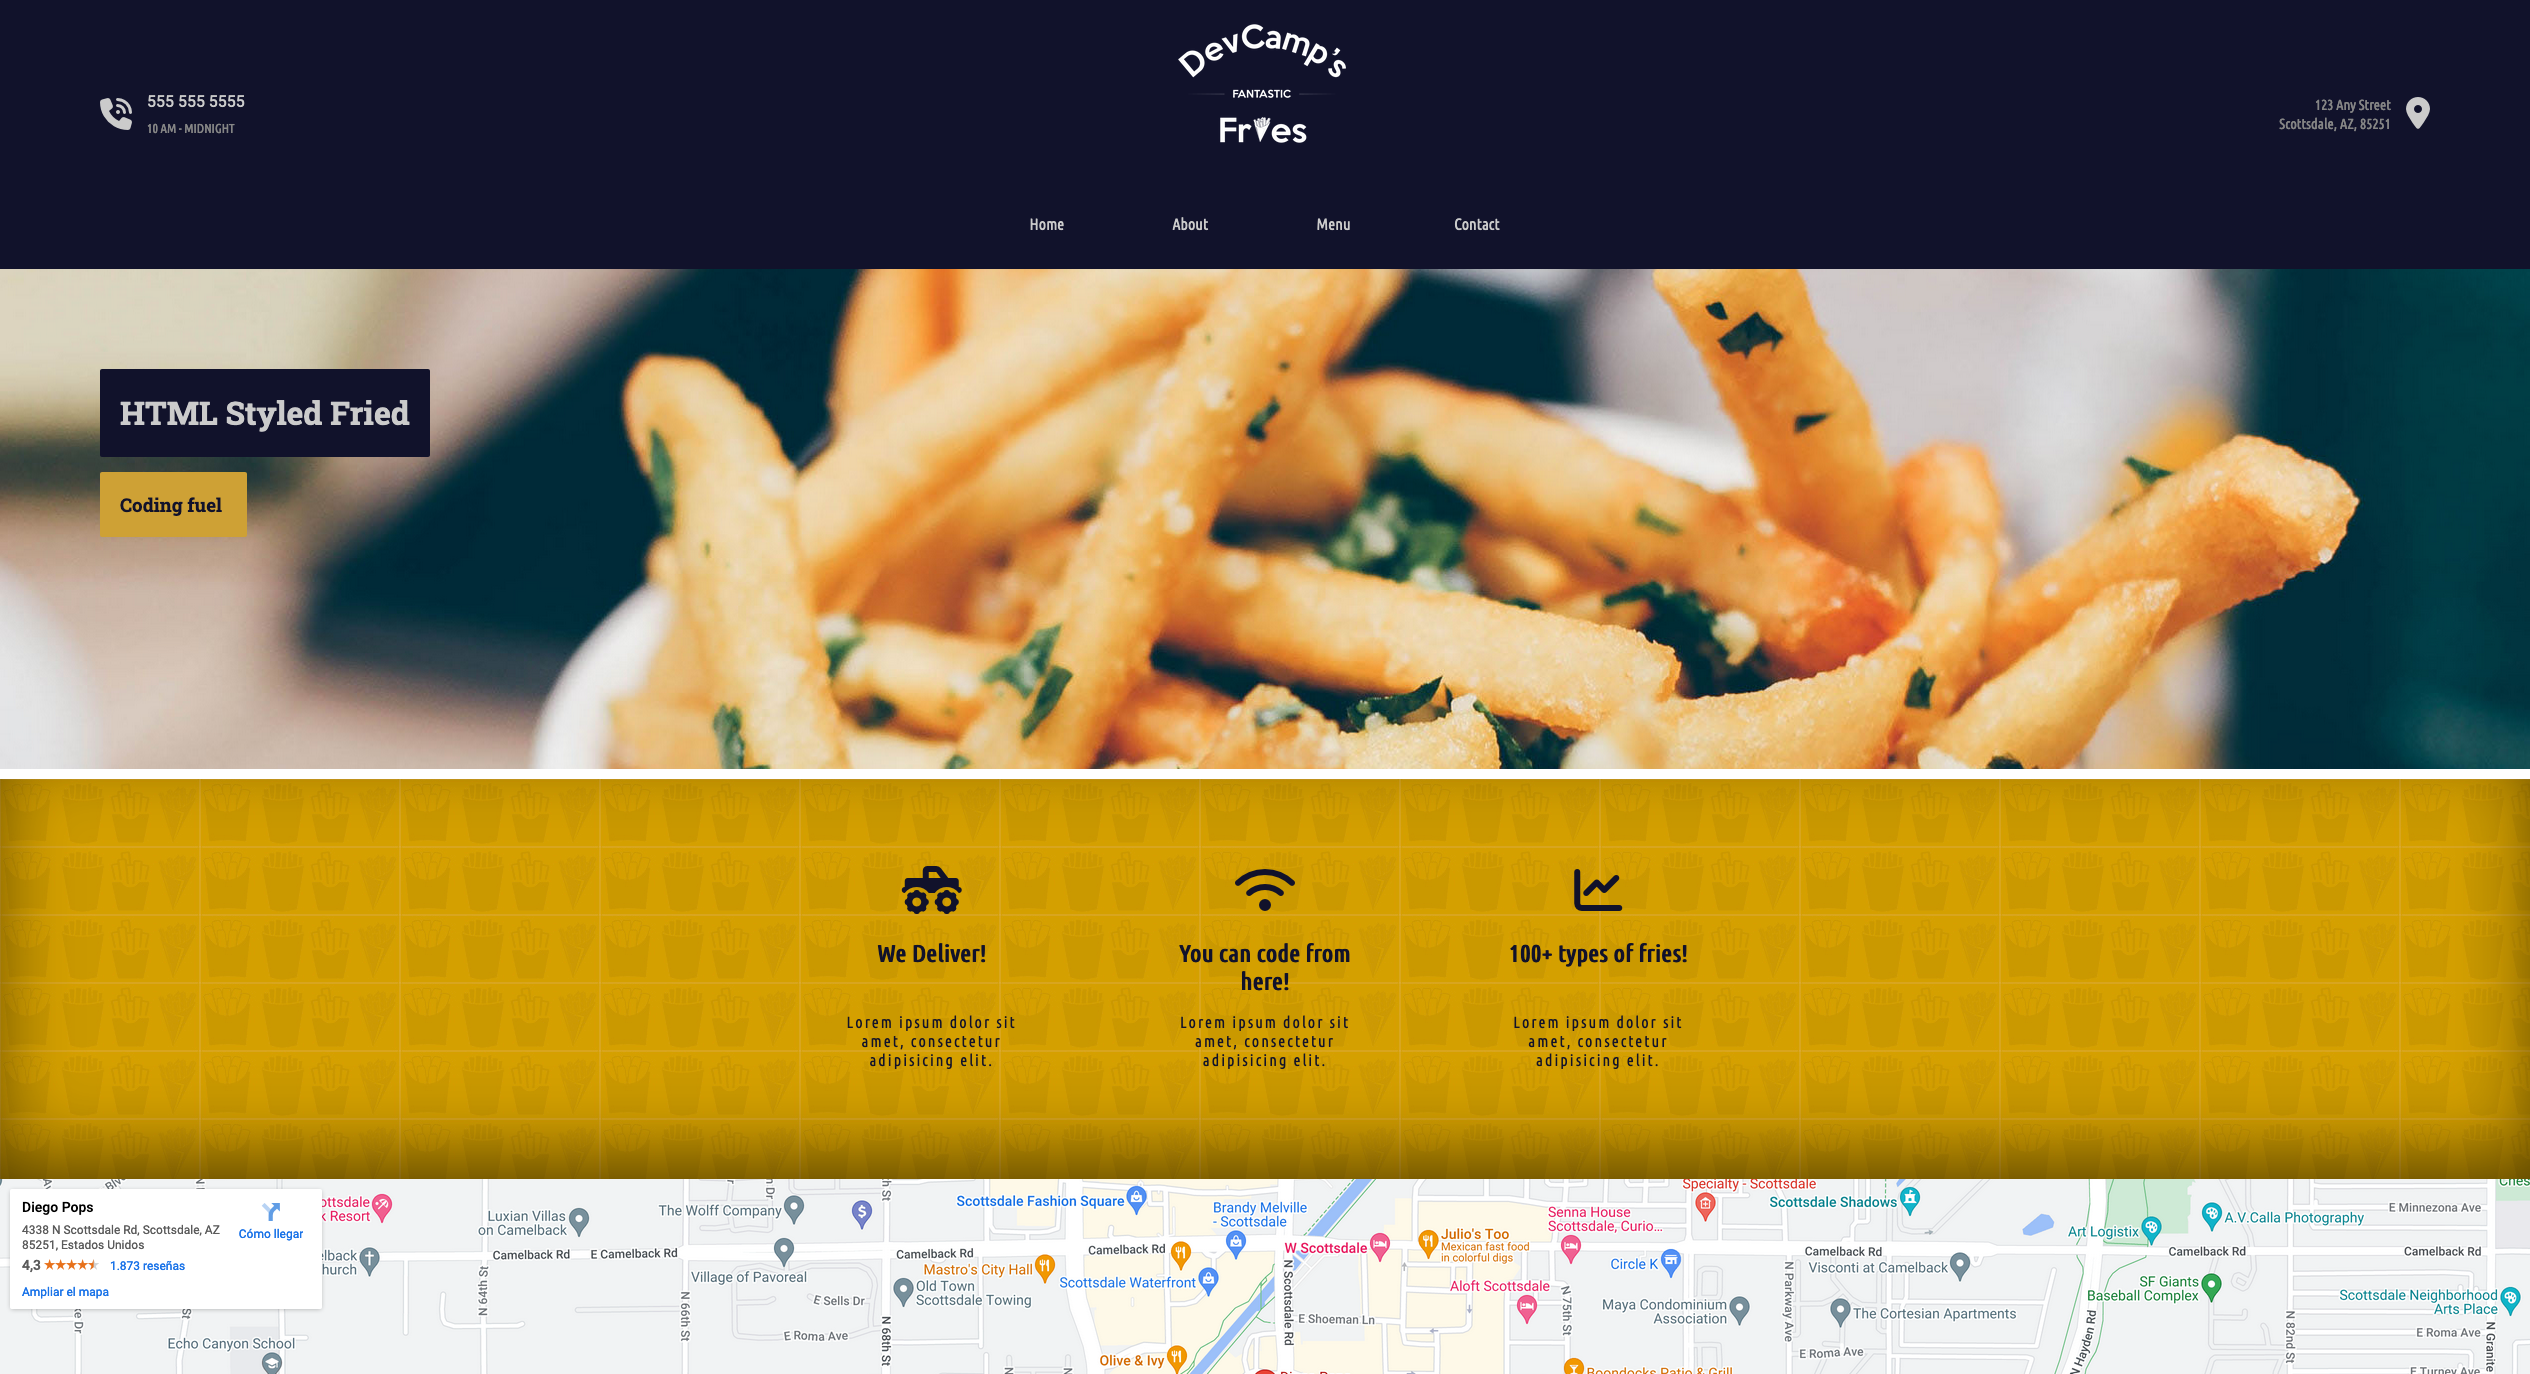 DevCamp's
FANTASTIC
Fries
555 555 5555
10 AM - MIDNIGHT
123 Any Street
Scottsdale, AZ, 85251
Home
About
Menu
Contact
HTML Styled Fried
Coding fuel
We Deliver!
Lorem ipsum dolor sit
amet, consectetur
adipisicing elit.
You can code from
here!
Lorem ipsum dolor sit
amet, consectetur
adipisicing elit.
100+ types of fries!
Lorem ipsum dolor sit
amet, consectetur
adipisicing elit.
Diego Pops
4338 N Scottsdale Rd, Scottsdale, AZ
85251, Estados Unidos
4,3
1.873 reseñas
Ampliar el mapa
Cómo llegar
Luxian Villas
on Camelback
The Wolff Company
Village of Pavoreal
Camelback Rd
E Camelback Rd
Camelback Rd
Camelback Rd
Camelback Rd
Camelback Rd
Camelback Rd
Echo Canyon School
N 64th St
N 66th St
N 68th St
E Sells Dr
E Roma Ave
Old Town
Scottsdale Towing
Mastro's City Hall
Scottsdale Fashion Square
Scottsdale Waterfront
Olive & Ivy
Brandy Melville
- Scottsdale
W Scottsdale
N Scottsdale Rd
E Shoeman Ln
Julio's Too
Mexican fast food
in colorful digs
Aloft Scottsdale
Senna House
Scottsdale, Curio...
N 75th St
Circle K
Maya Condominium
Association
Specialty - Scottsdale
Scottsdale Shadows
N Parkway Ave
Visconti at Camelback
The Cortesian Apartments
E Roma Ave
Boondocks Patio & Grill
Art Logistix
A.V.Calla Photography
SF Giants
Baseball Complex
N Hayden Rd
N 82nd St
E Minnezona Ave
Scottsdale Neighborhood
Arts Place
E Roma Ave
E Turney Ave
N Granite